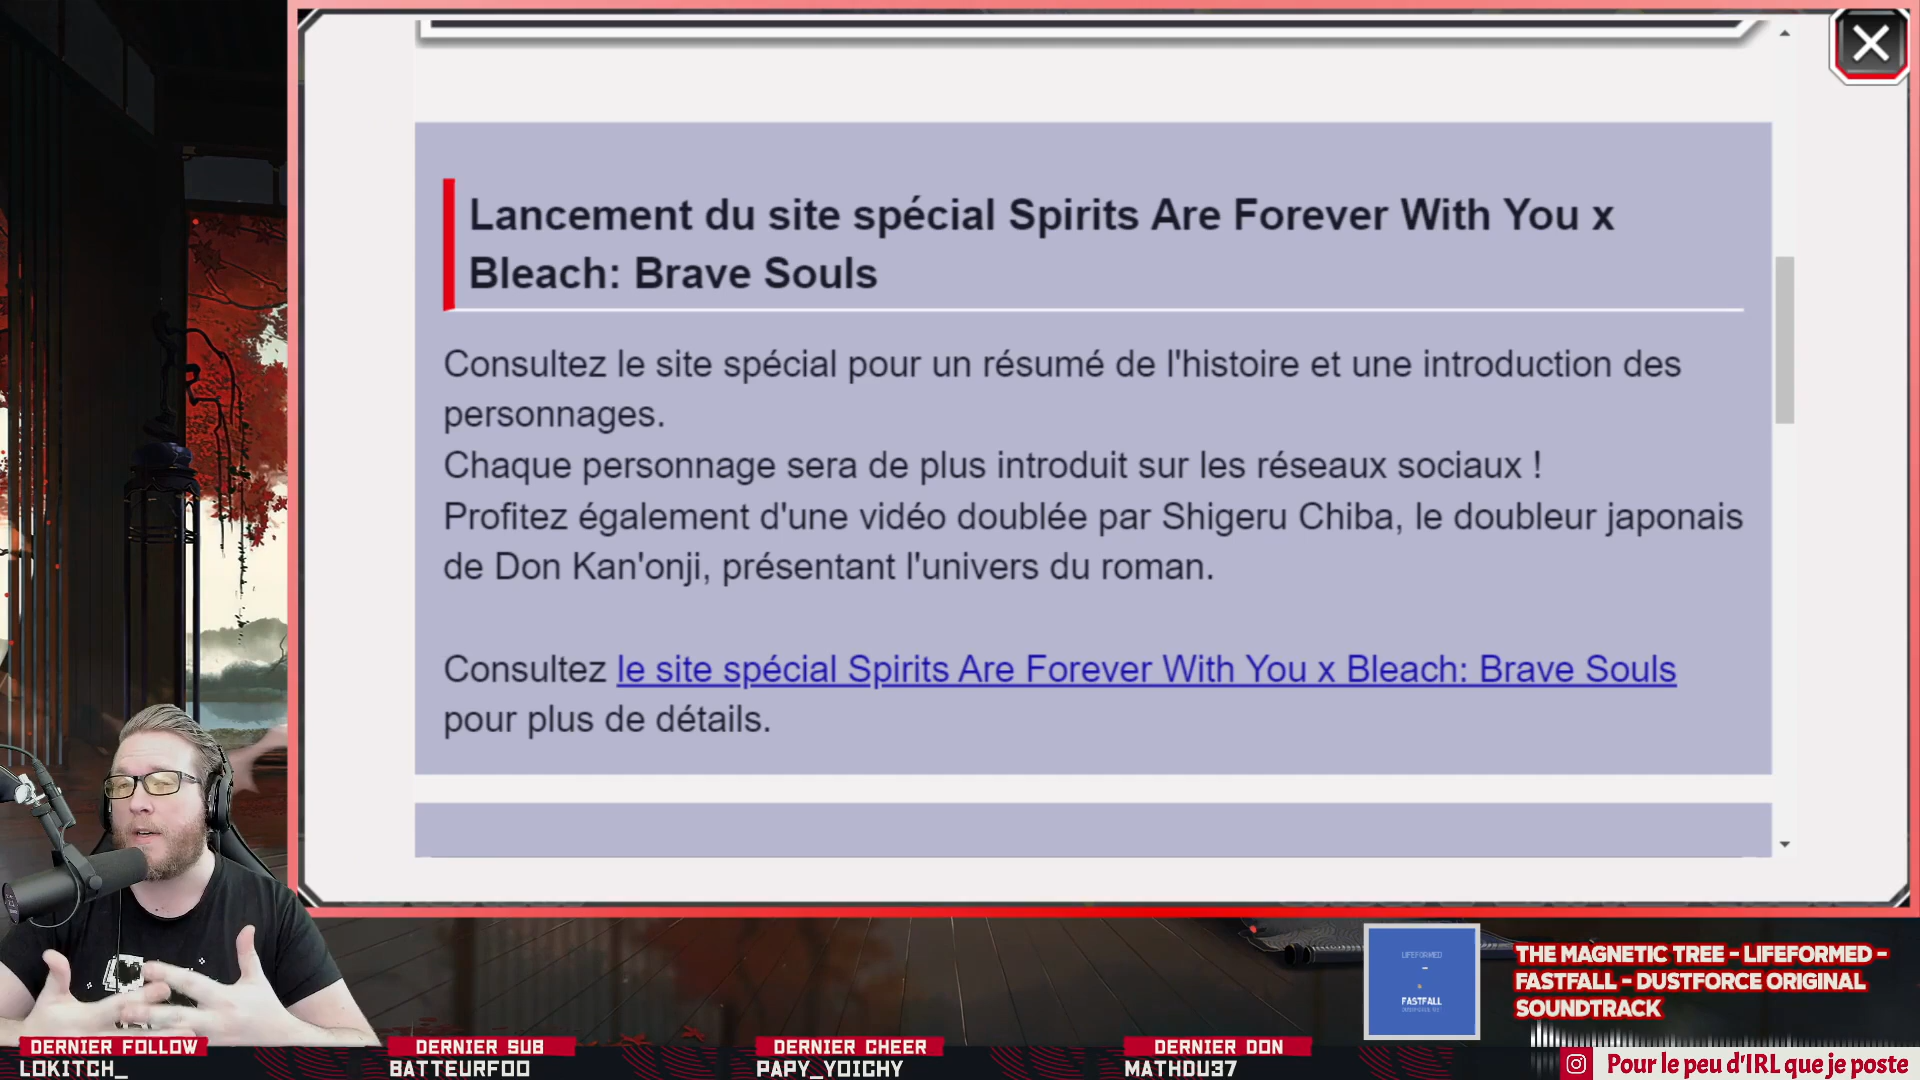 Lancement du site spécial Spirits Are Forever With You x
Bleach: Brave Souls
Consultez le site spécial pour un résumé de l'histoire et une introduction des
personnages.
Chaque personnage sera de plus introduit sur les réseaux sociaux !
Profitez également d'une vidéo doublée par Shigeru Chiba, le doubleur japonais
de Don Kan'onji, présentant l'univers du roman.
Consultez le site spécial Spirits Are Forever With You x Bleach: Brave Souls
pour plus de détails.
LIFEFORMED
FASTFALL
THE MAGNETIC TREE - LIFEFORMED -
FASTFALL - DUSTFORCE ORIGINAL
SOUNDTRACK
DERNIER FOLLOW
LOKITCH_
DERNIER SUB
BATTEURFOO
DERNIER CHEER
PAPY_YOICHY
DERNIER DON
MATHDU37
Pour le peu d'IRL que je poste